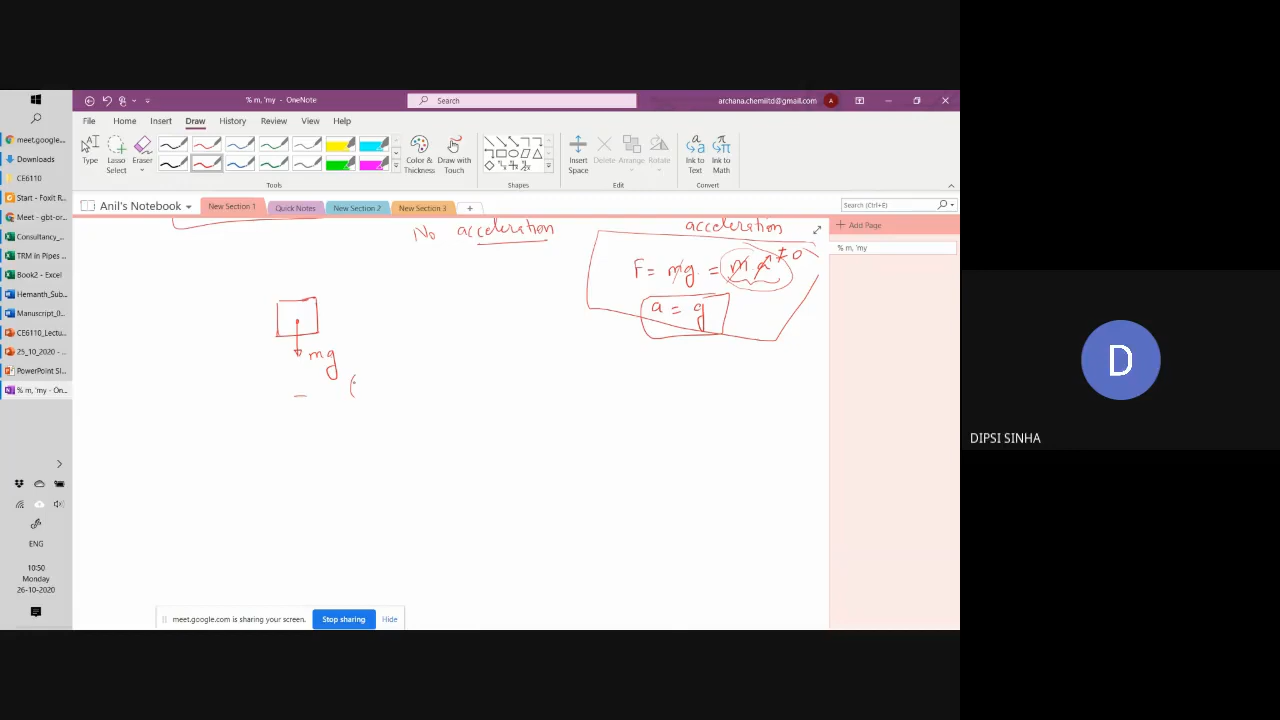 % m, 'my - OneNote
Search
archana.chemiitd@gmail.com
A
File Home Insert Draw History Review View Help
Type
Lasso Select
Eraser
Color & Thickness
Draw with Touch
Insert Space
Delete
Arrange
Rotate
Ink to Text
Ink to Math
Tools
Shapes
Edit
Convert
Anil's Notebook
New Section 1
Quick Notes
New Section 2
New Section 3
+
Search (Ctrl+E)
Add Page
% m, 'my
No acceleration
acceleration
F = mg = ma ≠ 0
a = g
mg
meet.google....
Downloads
CE6110
Start - Foxit R...
Meet - gbt-or...
Consultancy_...
TRM in Pipes ...
Book2 - Excel
Hemanth_Sub...
Manuscript_0...
CE6110_Lectu...
25_10_2020 - ...
PowerPoint Sl...
% m, 'my - On...
ENG
10:50
Monday
26-10-2020
meet.google.com is sharing your screen.
Stop sharing
Hide
D
DIPSI SINHA